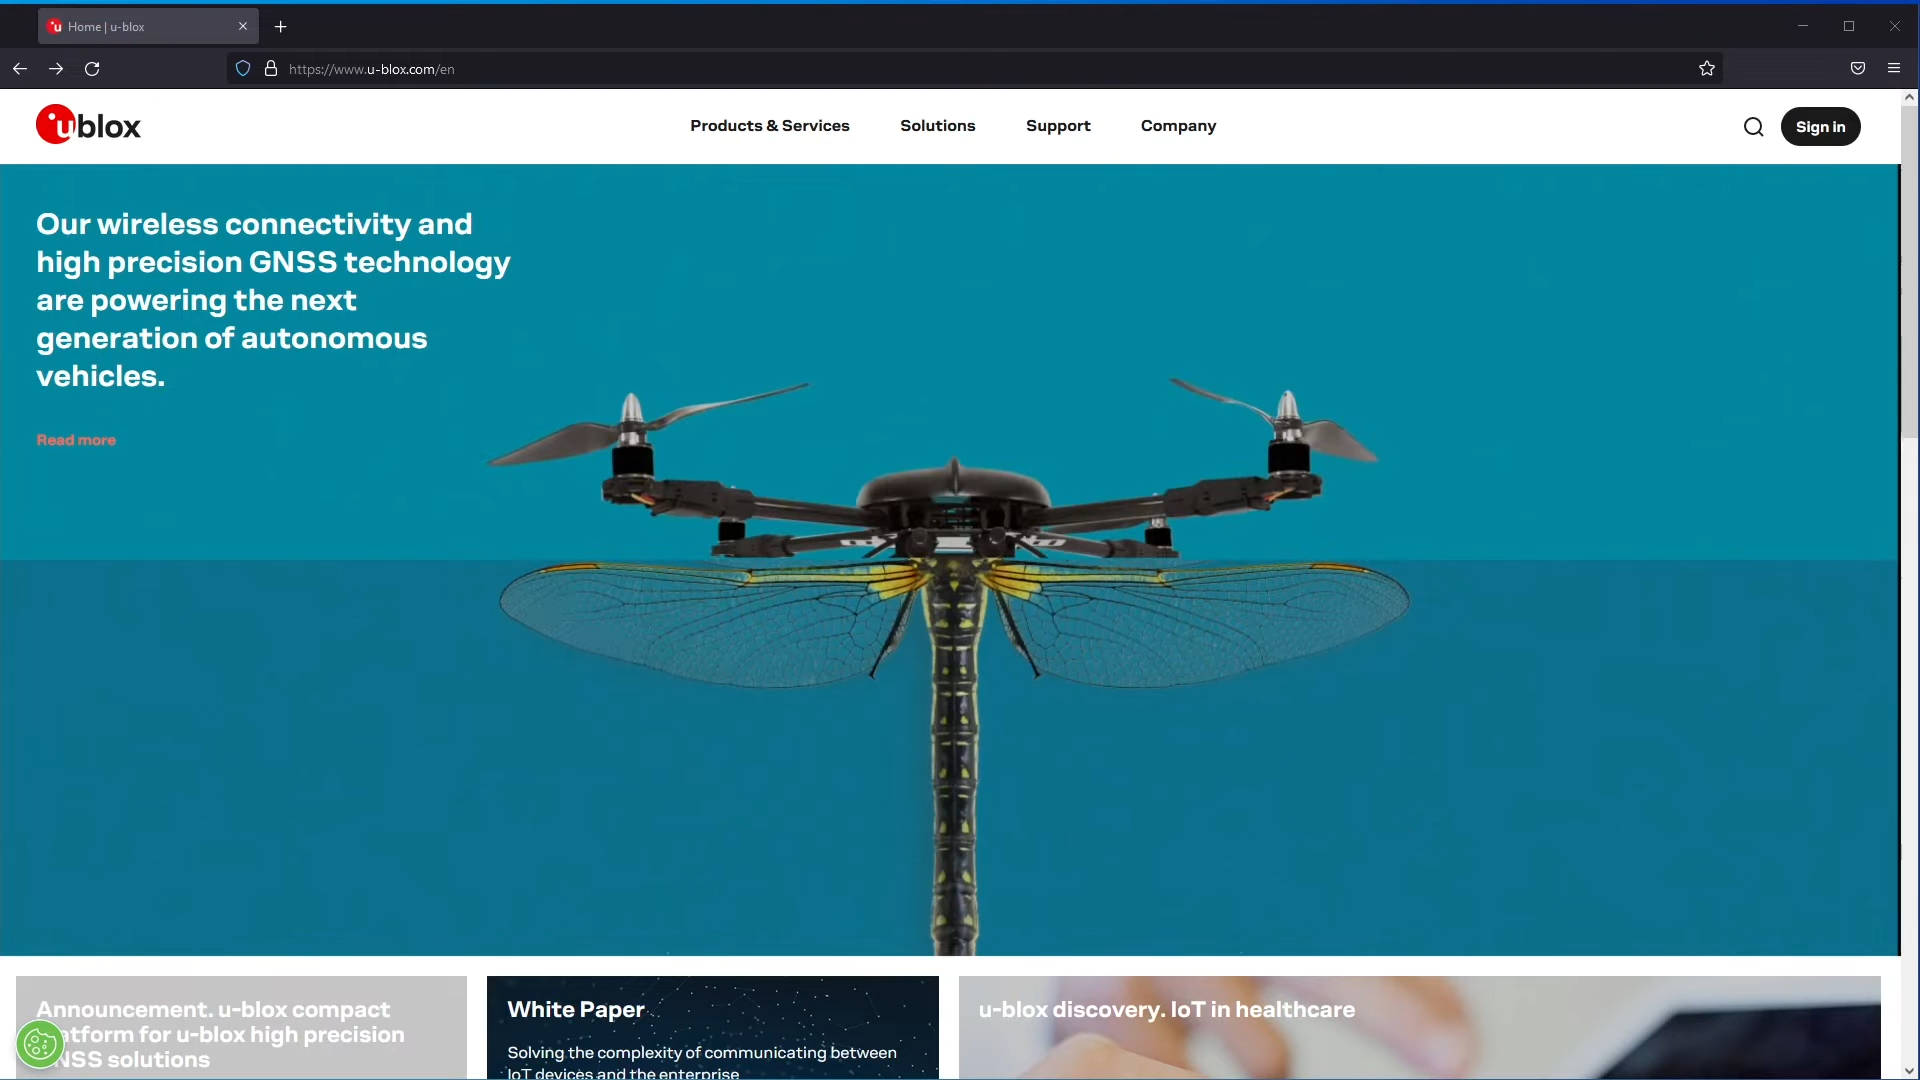 Home | u-blox
https://www.u-blox.com/en
ublox
Products & Services
Solutions
Support
Company
Sign in
Our wireless connectivity and
high precision GNSS technology
are powering the next
generation of autonomous
vehicles.
Read more
Announcement. u-blox compact
atform for u-blox high precision
NSS solutions
White Paper
Solving the complexity of communicating between
IoT devices and the enterprise
u-blox discovery. IoT in healthcare